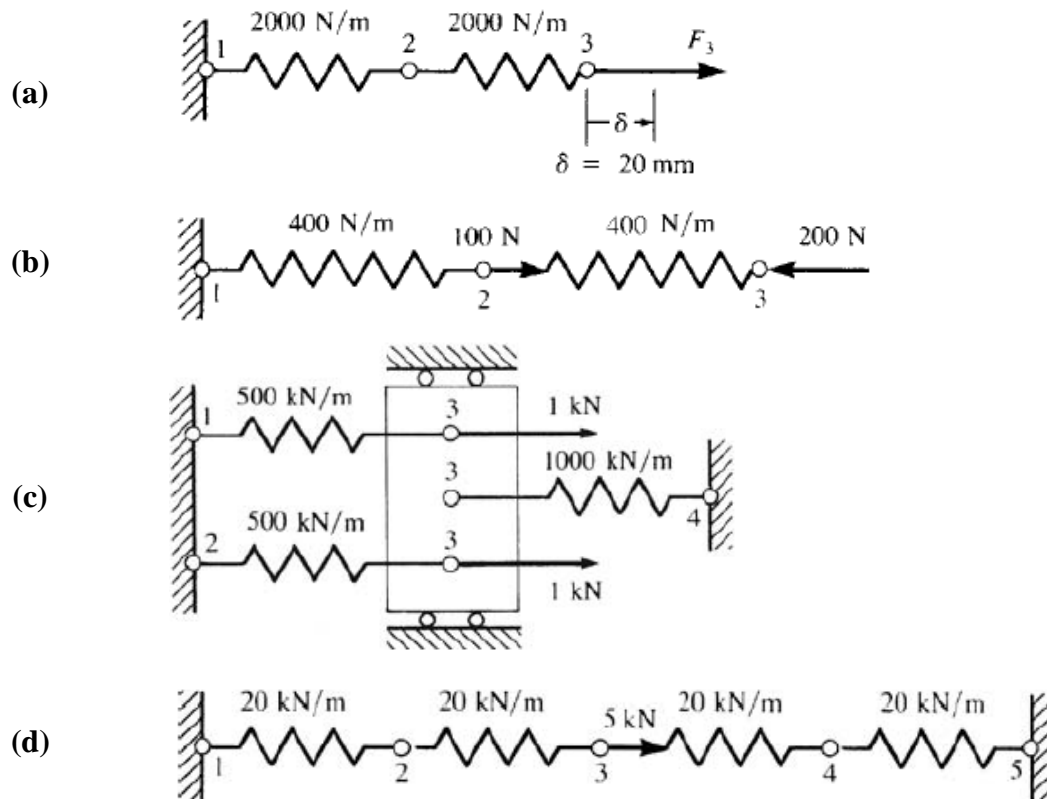 (a)
2000 N/m 2000 N/m
1 2 3 F3
δ
δ = 20 mm
(b)
400 N/m 100 N 400 N/m 200 N
1 2 3
(c)
500 kN/m
1 3 1 kN
3 1000 kN/m
4
500 kN/m
2 3
1 kN
(d)
20 kN/m 20 kN/m 5 kN 20 kN/m 20 kN/m
1 2 3 4 5